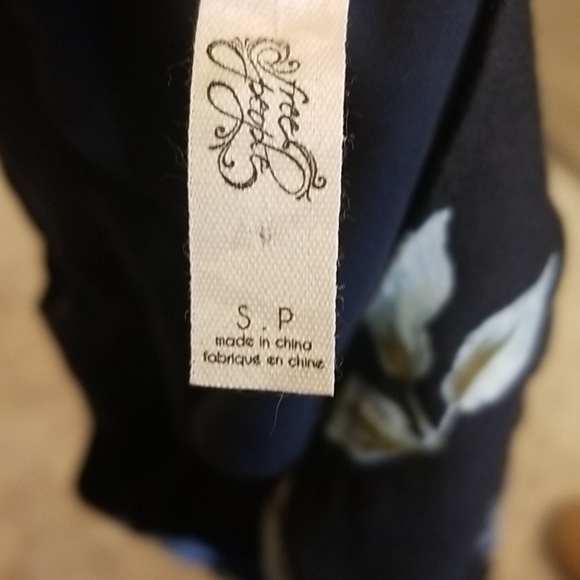 free
people
S.P
made in china
fabriqué en chine